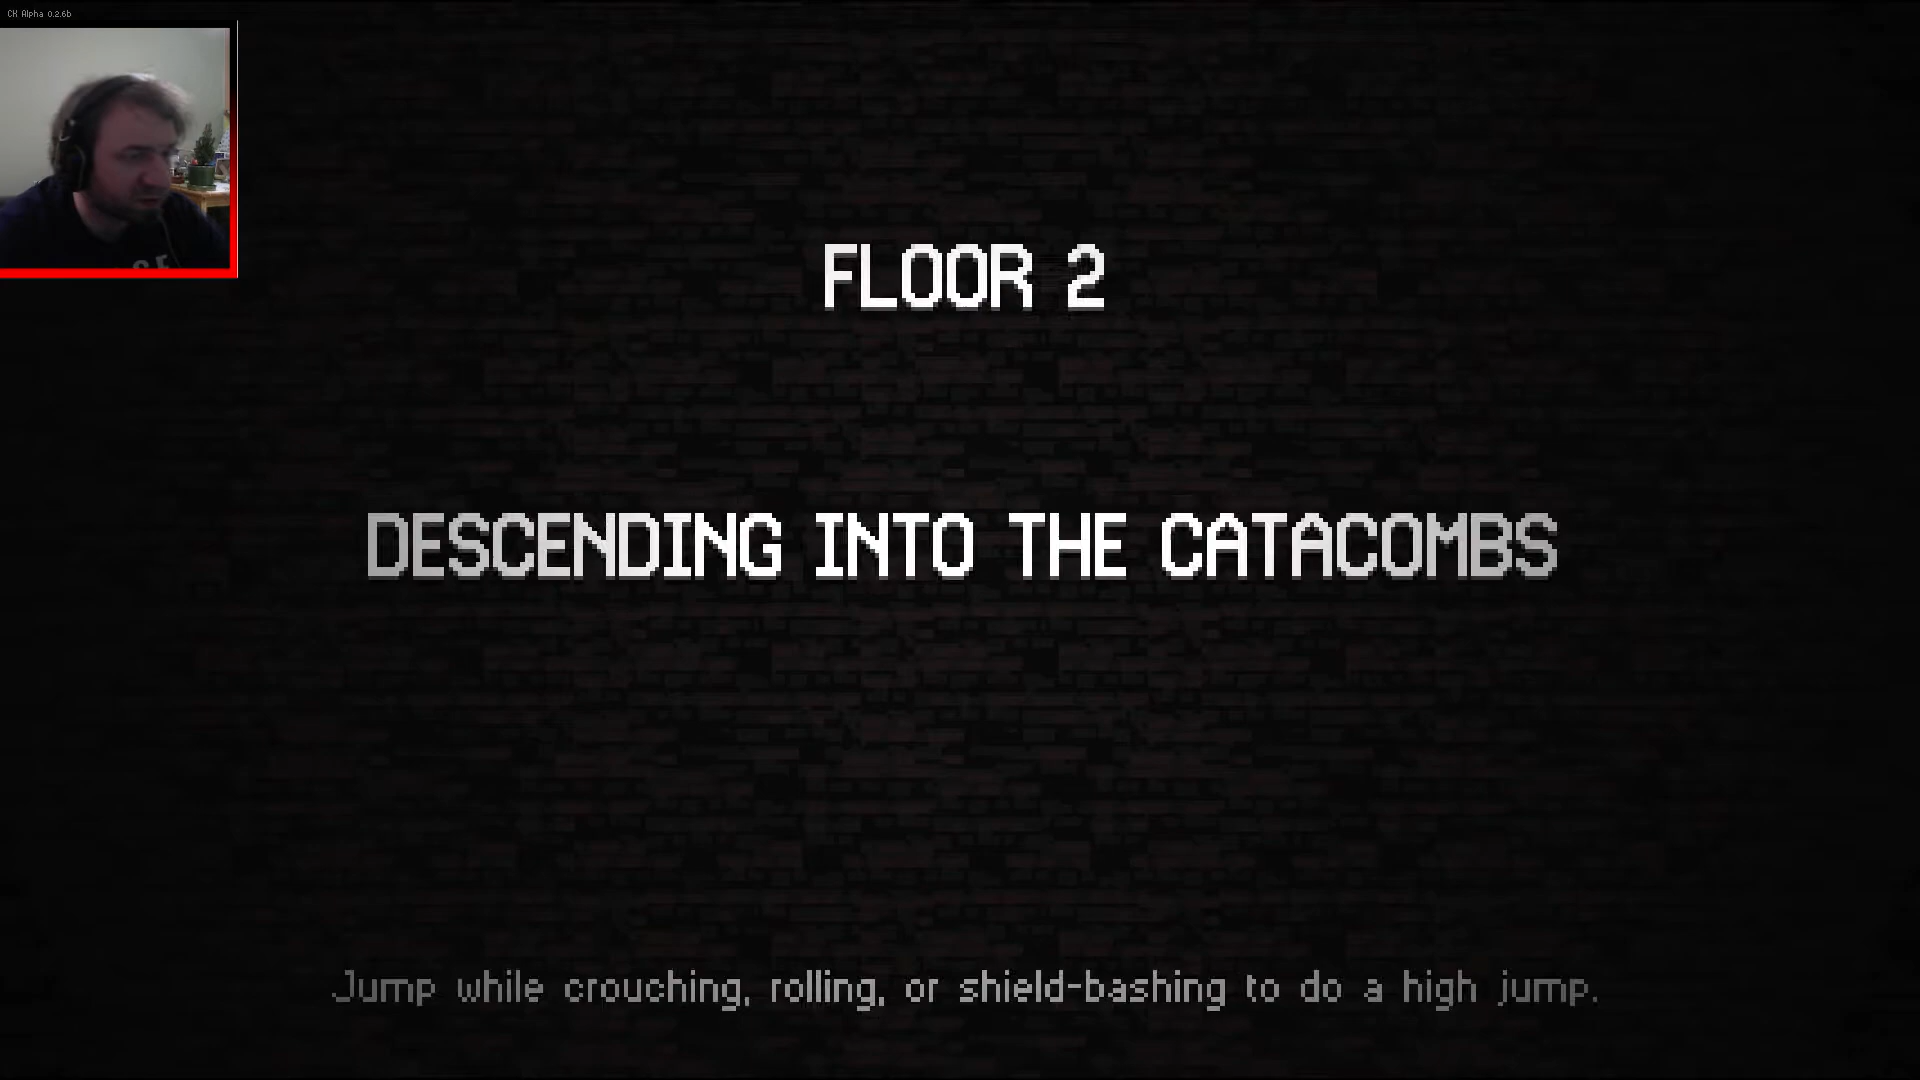 CK Alpha 0.2.6b
FLOOR 2
DESCENDING INTO THE CATACOMBS
Jump while crouching, rolling, or shield-bashing to do a high jump.